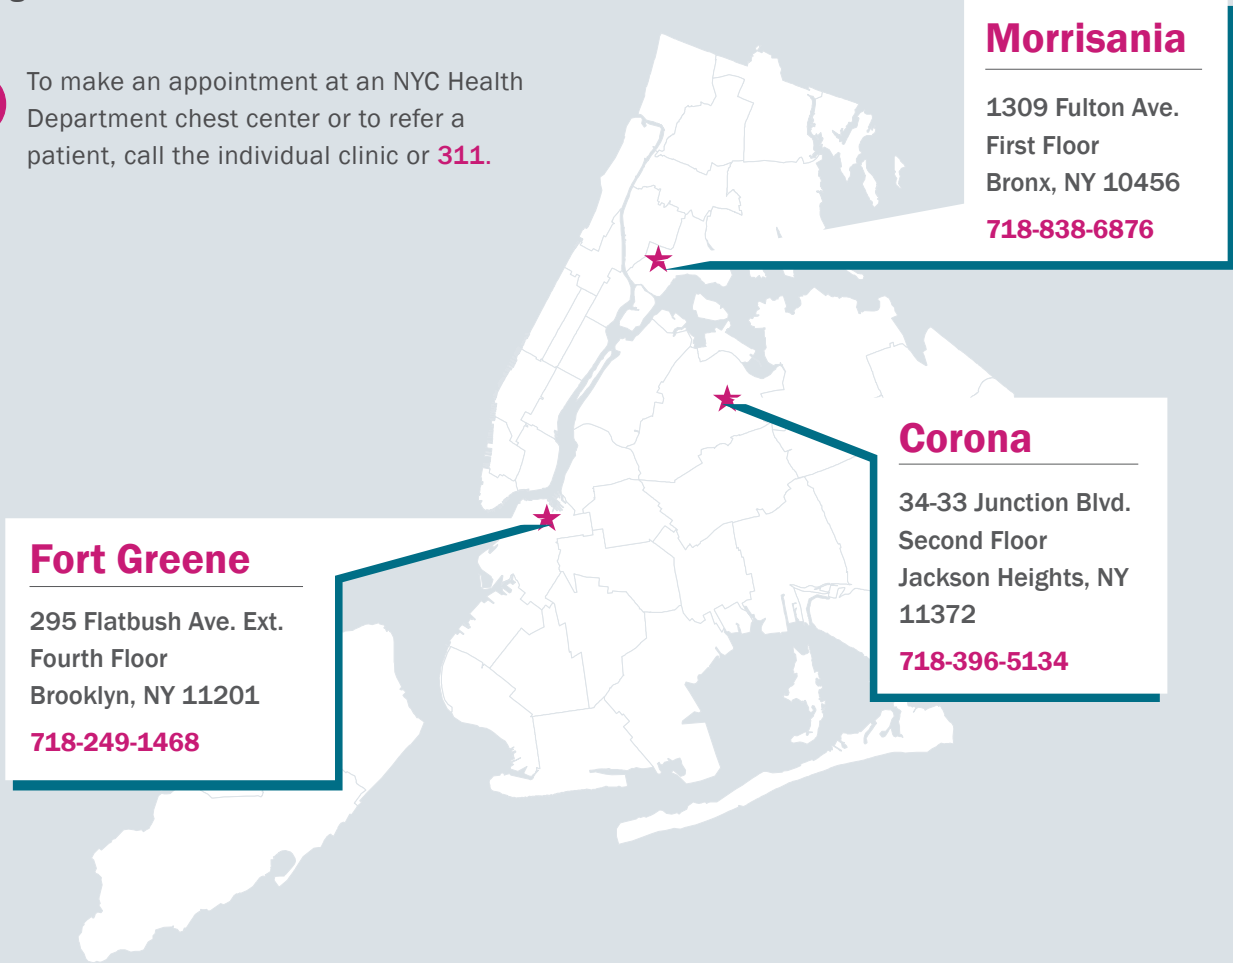 To make an appointment at an NYC Health
Department chest center or to refer a
patient, call the individual clinic or 311.
Morrisania
1309 Fulton Ave.
First Floor
Bronx, NY 10456
718-838-6876
Corona
34-33 Junction Blvd.
Second Floor
Jackson Heights, NY
11372
718-396-5134
Fort Greene
295 Flatbush Ave. Ext.
Fourth Floor
Brooklyn, NY 11201
718-249-1468